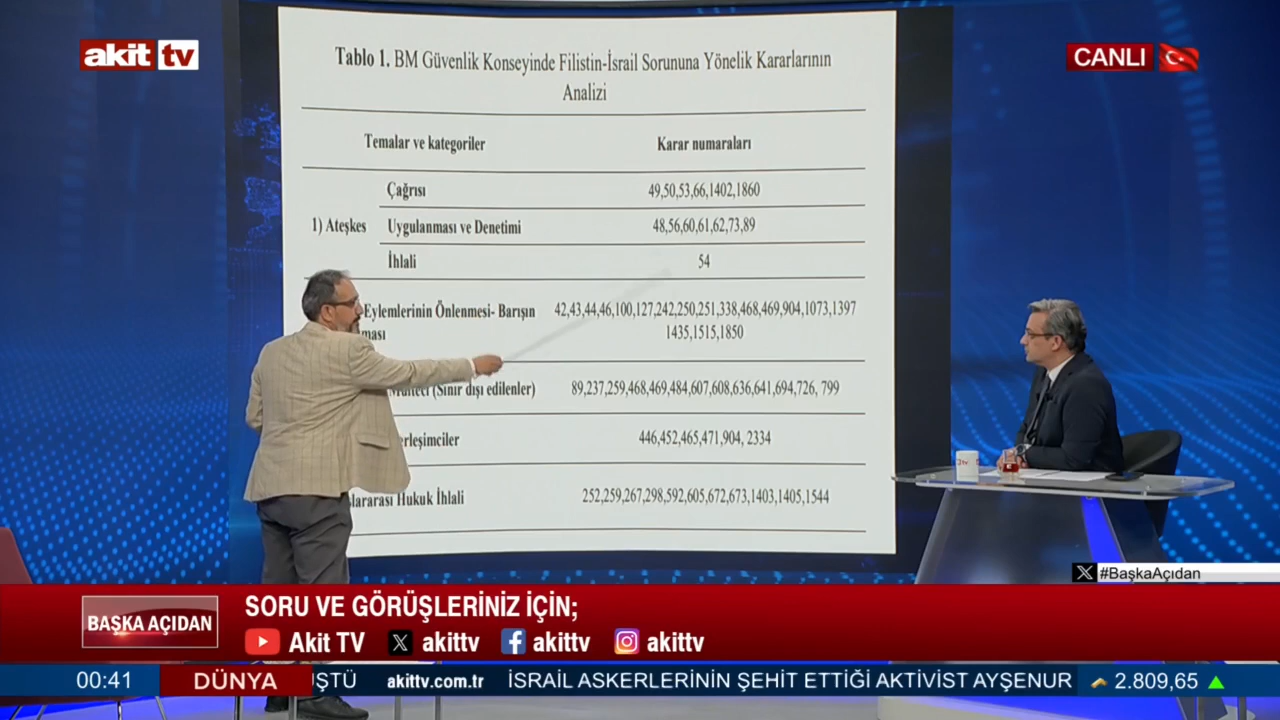 akit tv
CANLI
Tablo 1. BM Güvenlik Konseyinde Filistin-İsrail Sorununa Yönelik Kararlarının
Analizi
Temalar ve kategoriler
Karar numaraları
Çağrısı
49,50,53,66,1402,1860
1) Ateşkes
Uygulanması ve Denetimi
48,56,60,61,62,73,89
İhlali
54
Eylemlerinin Önlenmesi- Barışın
42,43,44,46,100,127,242,250,251,338,468,469,904,1073,1397
1435,1515,1850
(Sınır dışı edilenler)
89,237,259,468,469,484,607,608,636,641,694,726, 799
446,452,465,471,904, 2334
Hukuk İhlali
252,259,267,298,592,605,672,673,1403,1405,1544
tv
X #BaşkaAçıdan
BAŞKA AÇIDAN
SORU VE GÖRÜŞLERİNİZ İÇİN;
Akit TV X akittv f akittv akittv
00:41 DÜNYA ÜŞTÜ akittv.com.tr İSRAİL ASKERLERİNİN ŞEHİT ETTİĞİ AKTİVİST AYŞENUR 2.809,65